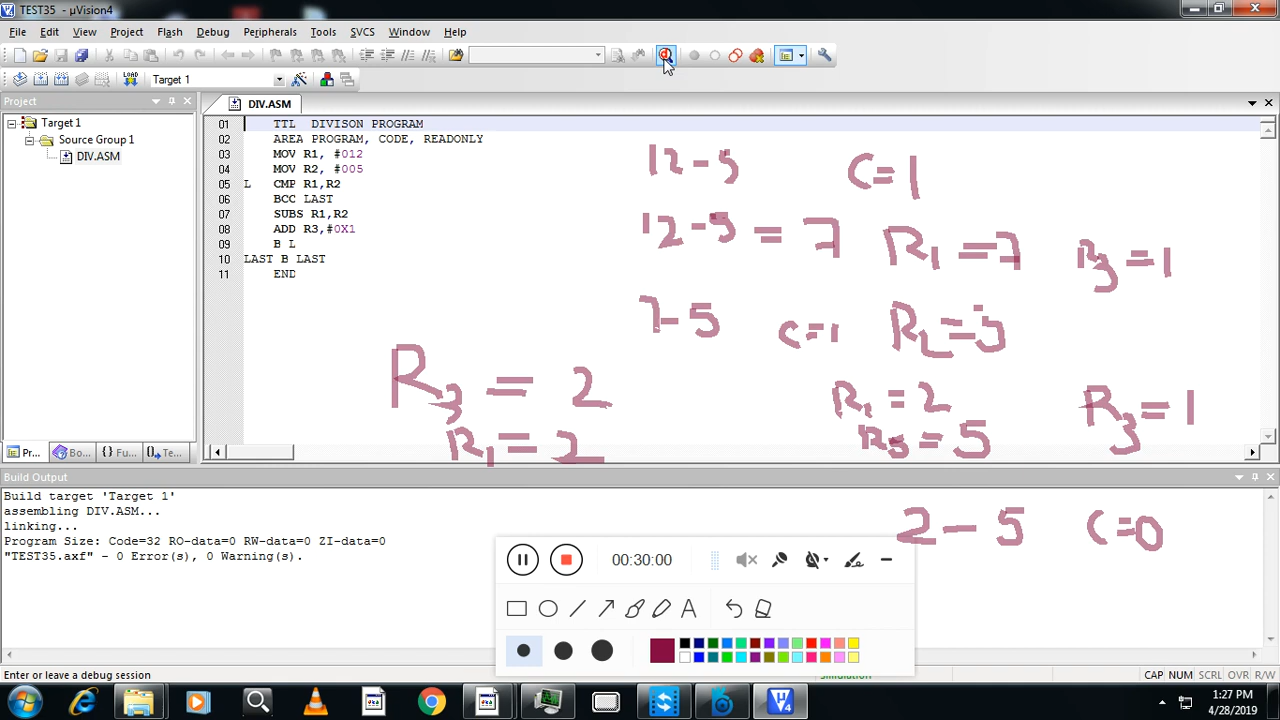 TEST35 - µVision4
File Edit View Project Flash Debug Peripherals Tools SVCS Window Help
LOAD Target 1
Project
DIV.ASM
Target 1
Source Group 1
DIV.ASM
01 TTL DIVISON PROGRAM
02 AREA PROGRAM, CODE, READONLY
03 MOV R1, #012
04 MOV R2, #005
05 L CMP R1,R2
06 BCC LAST
07 SUBS R1,R2
08 ADD R3,#0X1
09 B L
10 LAST B LAST
11 END
12-5 C=1
12-5 = 7 R1=7 R3=1
7-5 C=1 R2=5
R3 = 2
R1 = 2 R3=1
R1 = 2 R5 = 5
2-5 C=0
Pr... Bo... Fu... Te...
Build Output
Build target 'Target 1'
assembling DIV.ASM...
linking...
Program Size: Code=32 RO-data=0 RW-data=0 ZI-data=0
"TEST35.axf" - 0 Error(s), 0 Warning(s).
00:30:00
A
Enter or leave a debug session Simulation CAP NUM SCRL OVR R/W
1:27 PM
4/28/2019